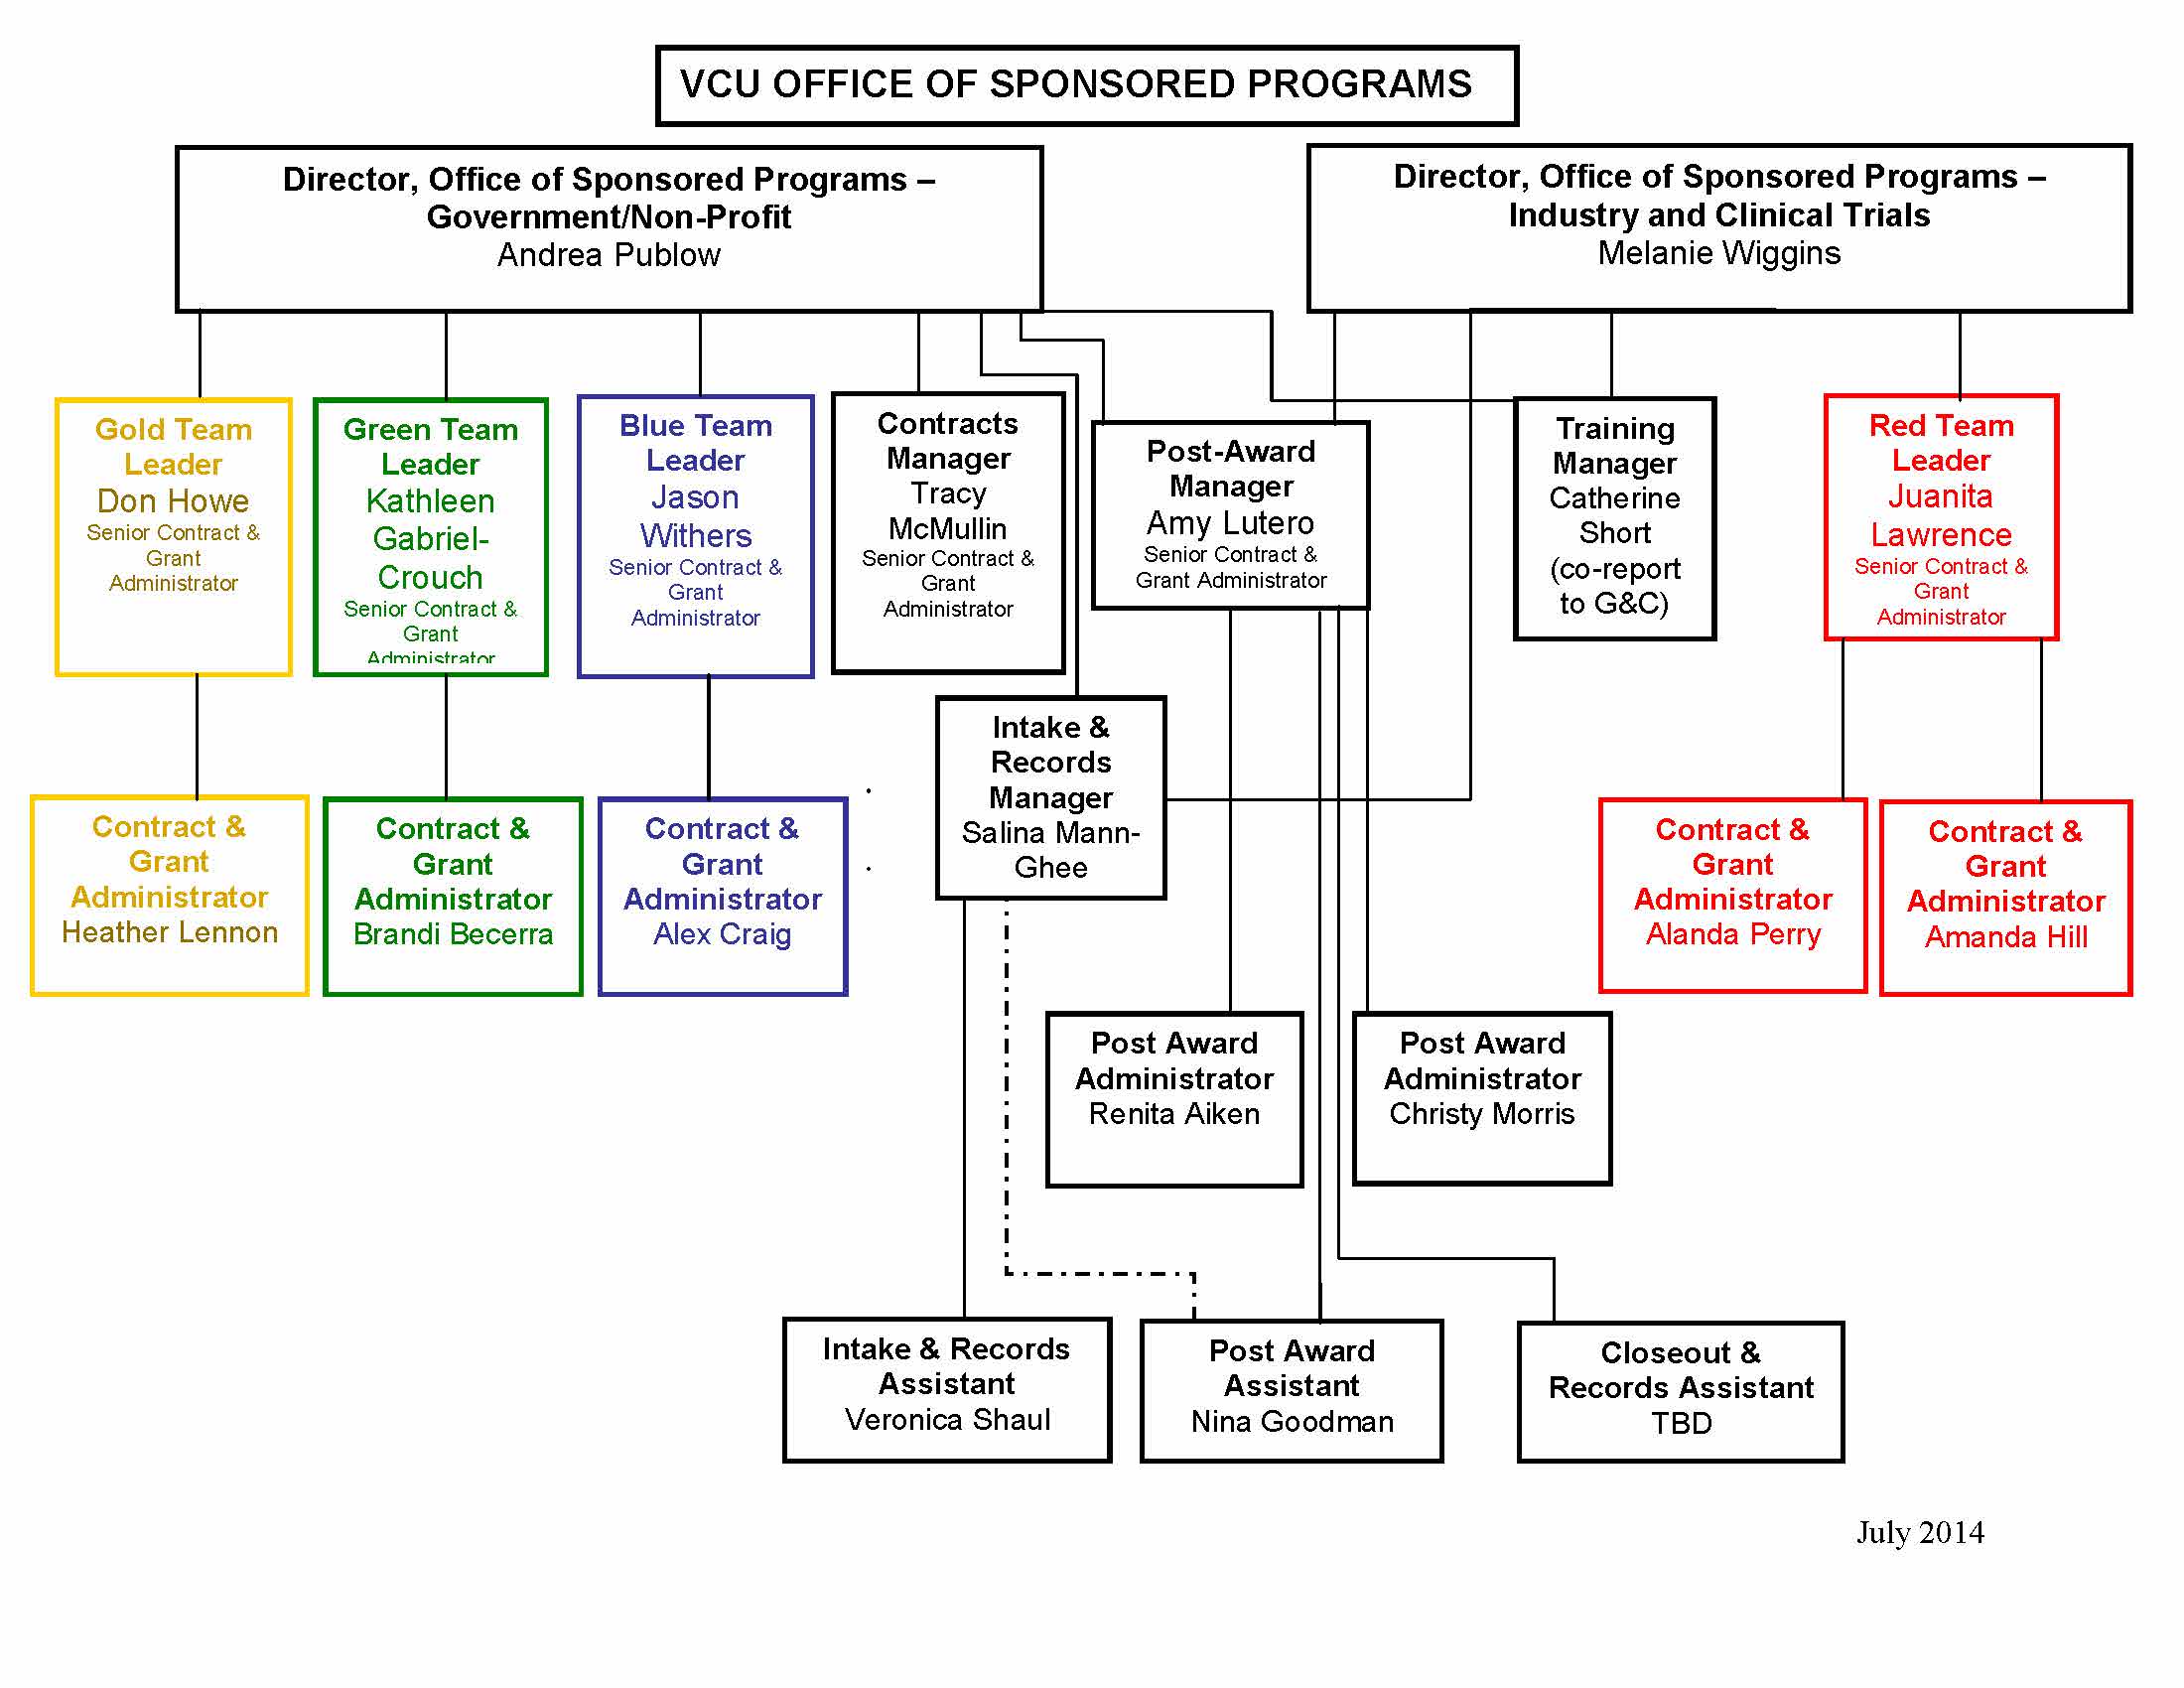 VCU OFFICE OF SPONSORED PROGRAMS
Director, Office of Sponsored Programs –
Government/Non-Profit
Andrea Publow
Director, Office of Sponsored Programs –
Industry and Clinical Trials
Melanie Wiggins
Gold Team
Leader
Don Howe
Senior Contract &
Grant
Administrator
Green Team
Leader
Kathleen
Gabriel-
Crouch
Senior Contract &
Grant
Administrator
Blue Team
Leader
Jason
Withers
Senior Contract &
Grant
Administrator
Contracts
Manager
Tracy
McMullin
Senior Contract &
Grant
Administrator
Post-Award
Manager
Amy Lutero
Senior Contract &
Grant Administrator
Training
Manager
Catherine
Short
(co-report
to G&C)
Red Team
Leader
Juanita
Lawrence
Senior Contract &
Grant
Administrator
Intake &
Records
Manager
Salina Mann-
Ghee
Contract &
Grant
Administrator
Heather Lennon
Contract &
Grant
Administrator
Brandi Becerra
Contract &
Grant
Administrator
Alex Craig
Contract &
Grant
Administrator
Alanda Perry
Contract &
Grant
Administrator
Amanda Hill
Post Award
Administrator
Renita Aiken
Post Award
Administrator
Christy Morris
Intake & Records
Assistant
Veronica Shaul
Post Award
Assistant
Nina Goodman
Closeout &
Records Assistant
TBD
July 2014